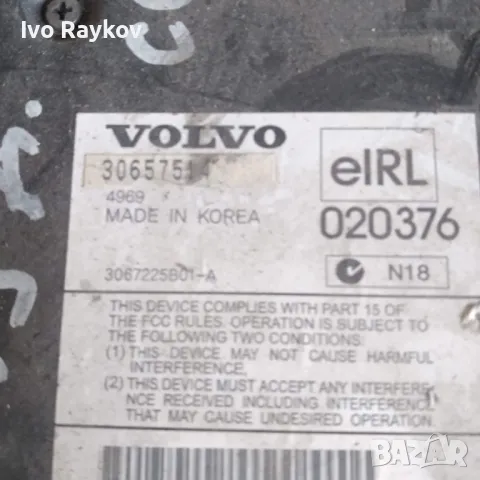 Ivo Raykov
VOLVO
30657514
4969
MADE IN KOREA
3067225B01-A
eIRL
020376
N18
THIS DEVICE COMPLIES WITH PART 15 OF
THE FCC RULES. OPERATION IS SUBJECT TO
THE FOLLOWING TWO CONDITIONS:
(1) THIS DEVICE MAY NOT CAUSE HARMFUL
INTERFERENCE,
(2) THIS DEVICE MUST ACCEPT ANY INTERFERE-
NCE RECEIVED INCLUDING INTERFERENCE
THAT MAY CAUSE UNDESIRED OPERATION.
BAZAR